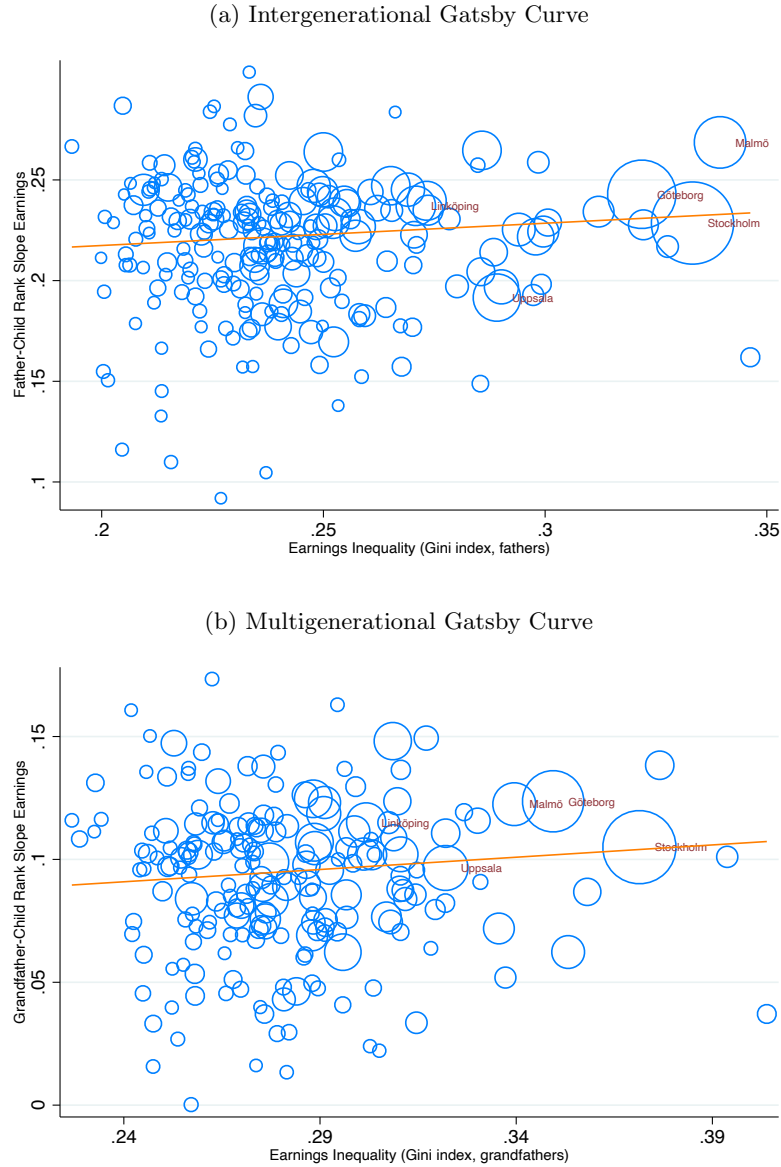 (a) Intergenerational Gatsby Curve
Father-Child Rank Slope Earnings
.25
.2
.15
.1
Malmö
Göteborg
Linköping
Stockholm
Uppsala
.2
.25
.3
.35
Earnings Inequality (Gini index, fathers)
(b) Multigenerational Gatsby Curve
Grandfather-Child Rank Slope Earnings
.15
.1
.05
0
Malmö
Göteborg
Linköping
Stockholm
Uppsala
.24
.29
.34
.39
Earnings Inequality (Gini index, grandfathers)